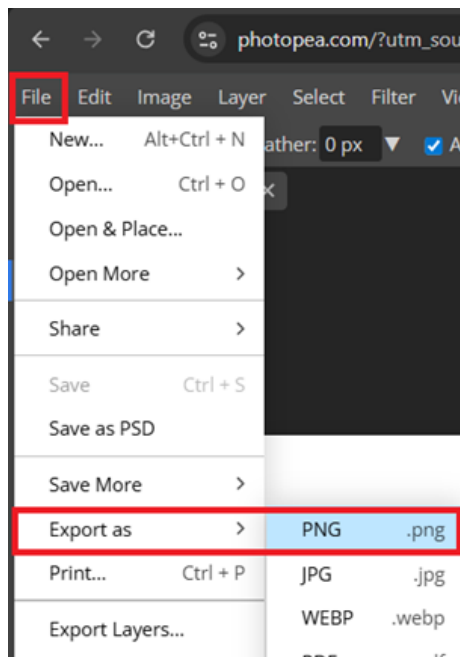 photopea.com/?utm_sou
File Edit Image Layer Select Filter Vi
New... Alt+Ctrl + N
ather: 0 px A
Open... Ctrl + O
Open & Place...
Open More
Share
Save Ctrl + S
Save as PSD
Save More
Export as PNG .png
Print... Ctrl + P JPG .jpg
WEBP .webp
Export Layers...